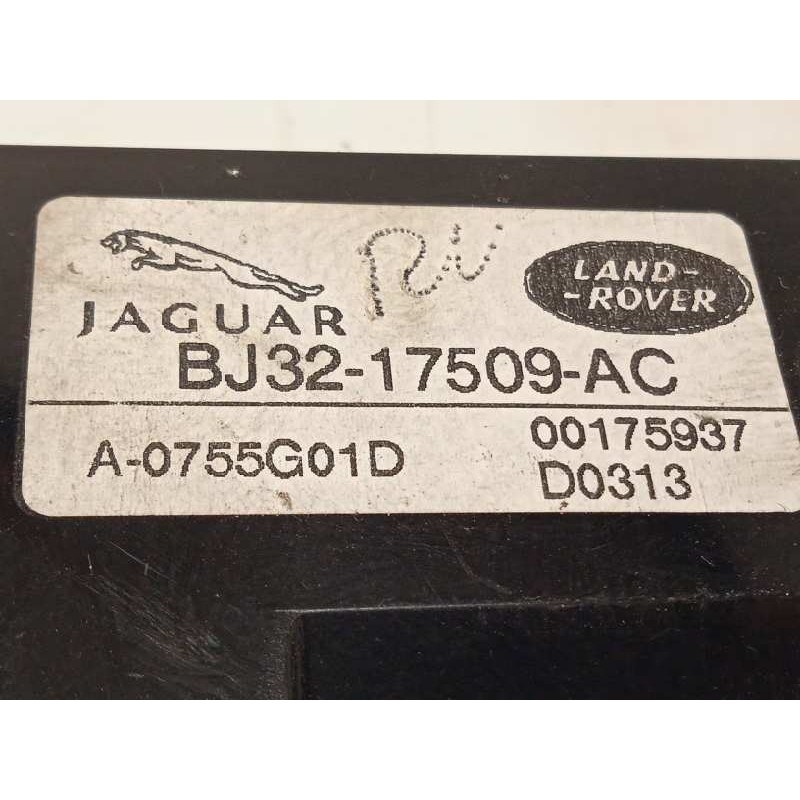 JAGUAR
LAND-
-ROVER
BJ32-17509-AC
A-0755G01D
00175937
D0313